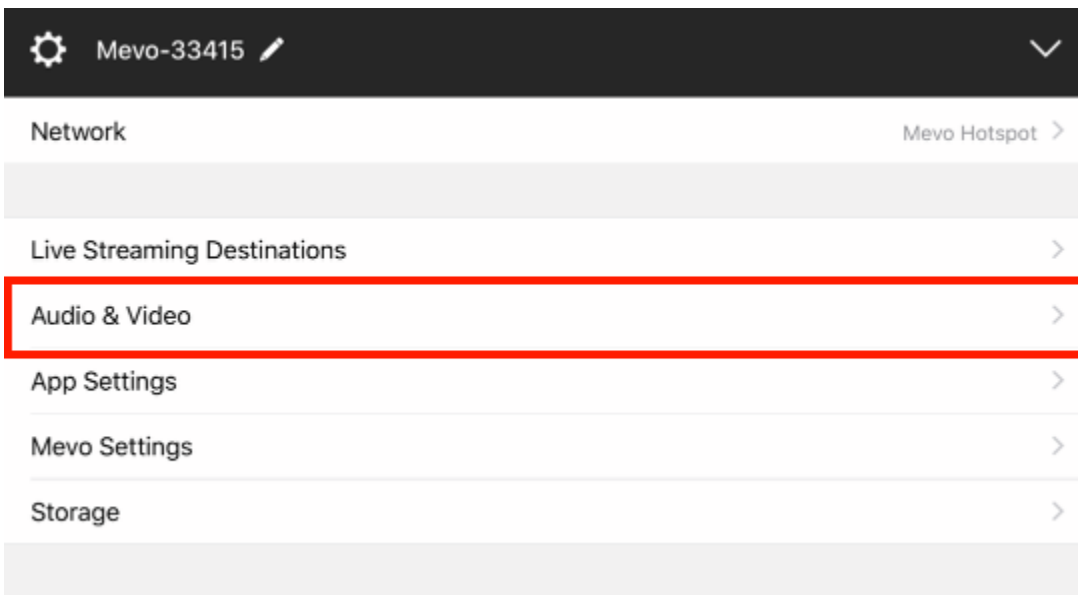 Mevo-33415
Network
Mevo Hotspot
Live Streaming Destinations
Audio & Video
App Settings
Mevo Settings
Storage